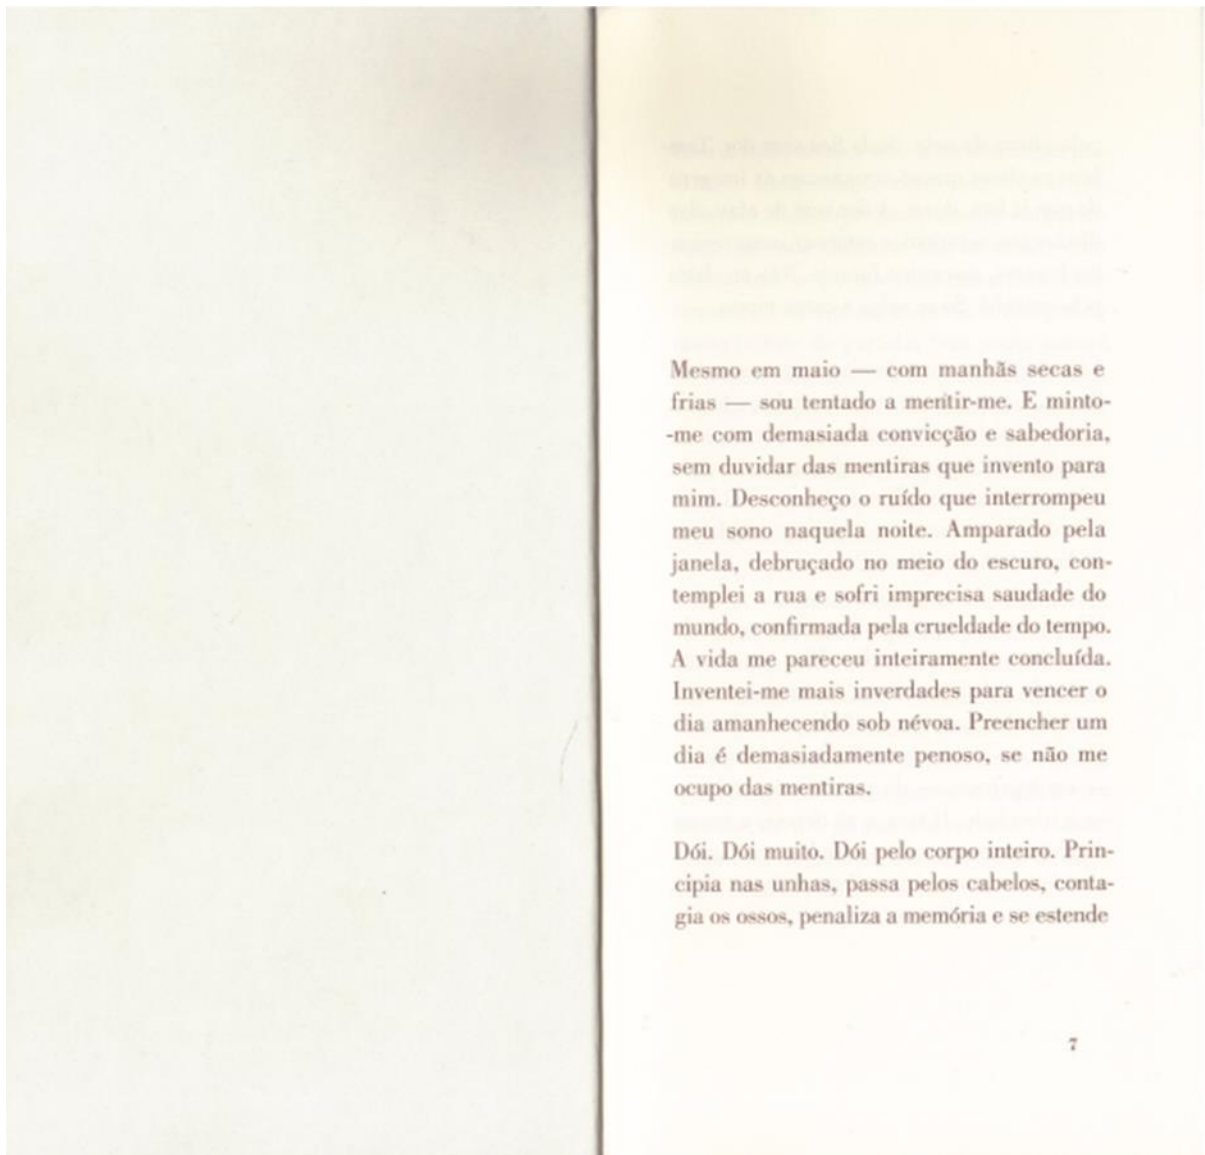 Mesmo em maio — com manhãs secas e
frias — sou tentado a mentir-me. E minto-
-me com demasiada convicção e sabedoria,
sem duvidar das mentiras que invento para
mim. Desconheço o ruído que interrompeu
meu sono naquela noite. Amparado pela
janela, debruçado no meio do escuro, con-
templei a rua e sofri imprecisa saudade do
mundo, confirmada pela crueldade do tempo.
A vida me pareceu inteiramente concluída.
Inventei-me mais inverdades para vencer o
dia amanhecendo sob névoa. Preencher um
dia é demasiadamente penoso, se não me
ocupo das mentiras.
Dói. Dói muito. Dói pelo corpo inteiro. Prin-
cipia nas unhas, passa pelos cabelos, conta-
gia os ossos, penaliza a memória e se estende
7